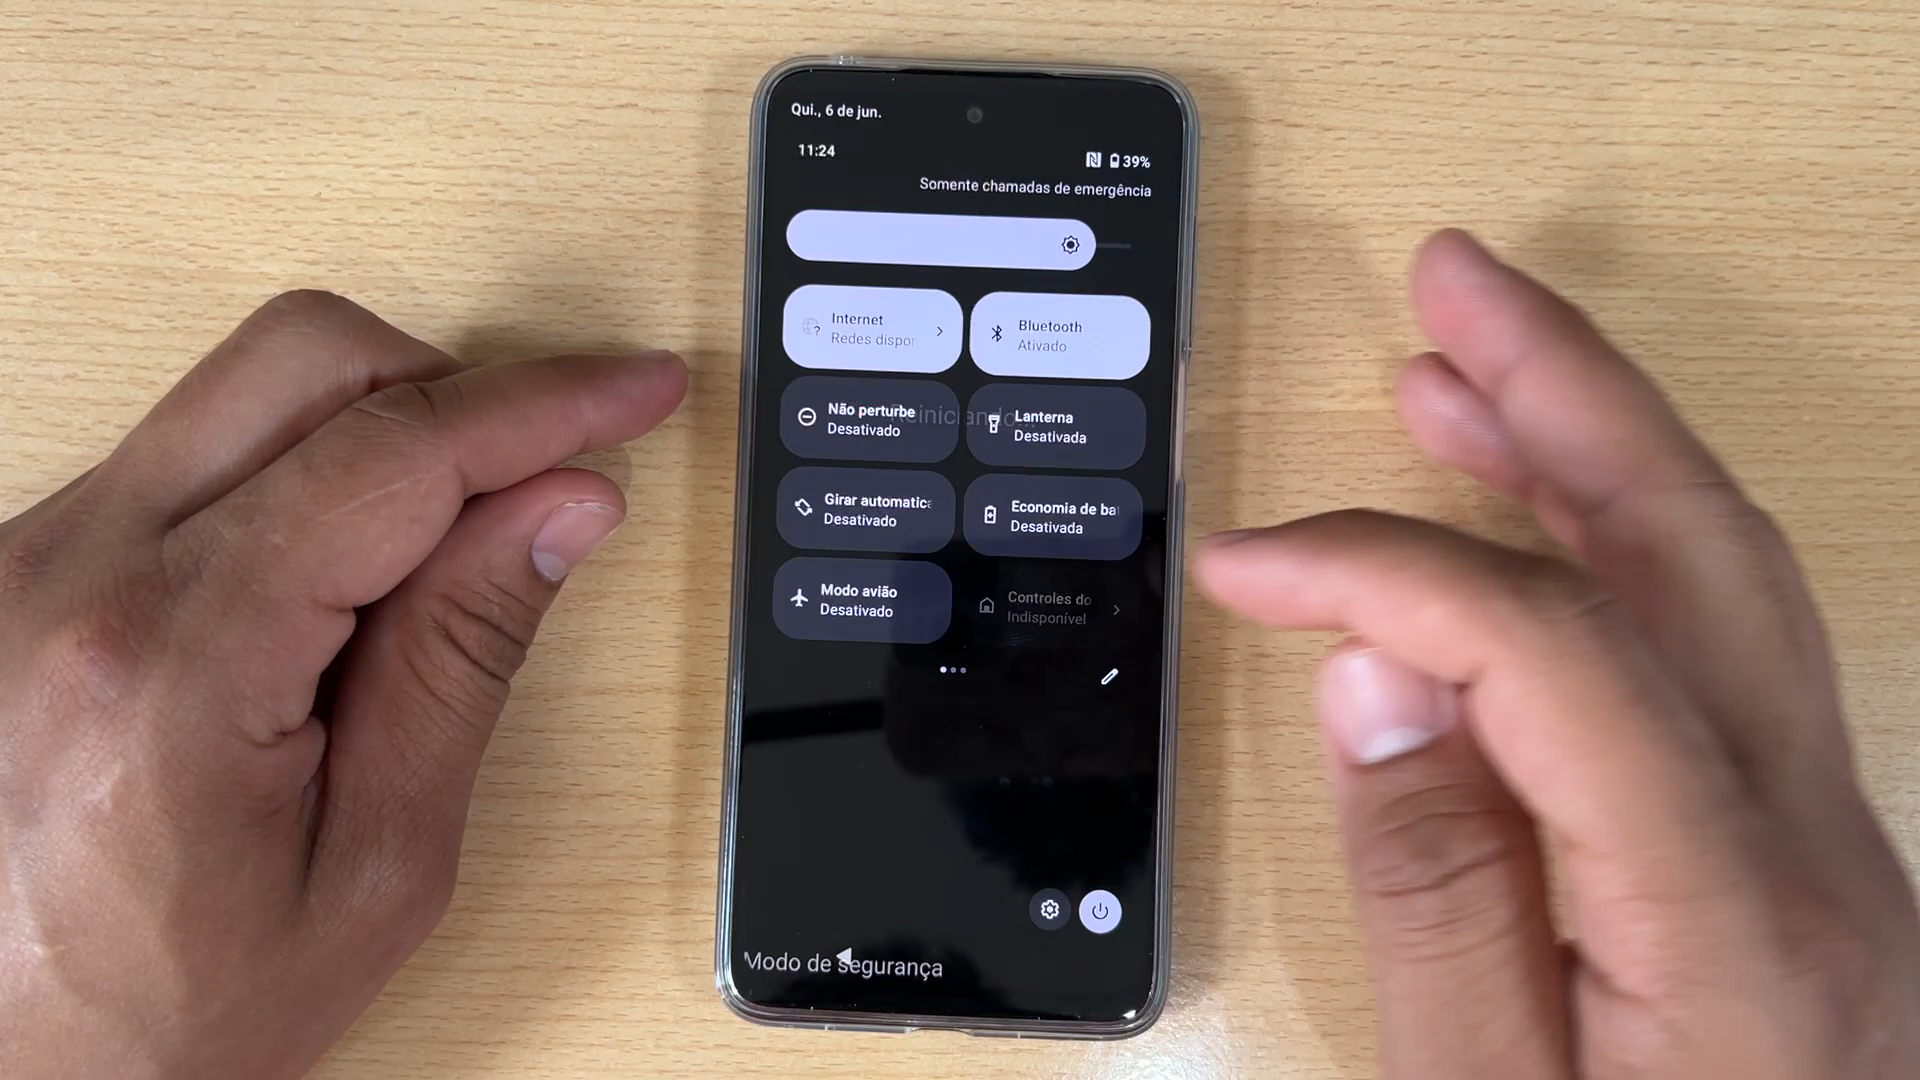 Qui., 6 de jun.
11:24
39%
Somente chamadas de emergência
Internet
Redes dispor
Bluetooth
Ativado
Não perturbe
Desativado
Reiniciando...
Lanterna
Desativada
Girar automatic
Desativado
Economia de ba
Desativada
Modo avião
Desativado
Controles do
Indisponível
Modo de segurança